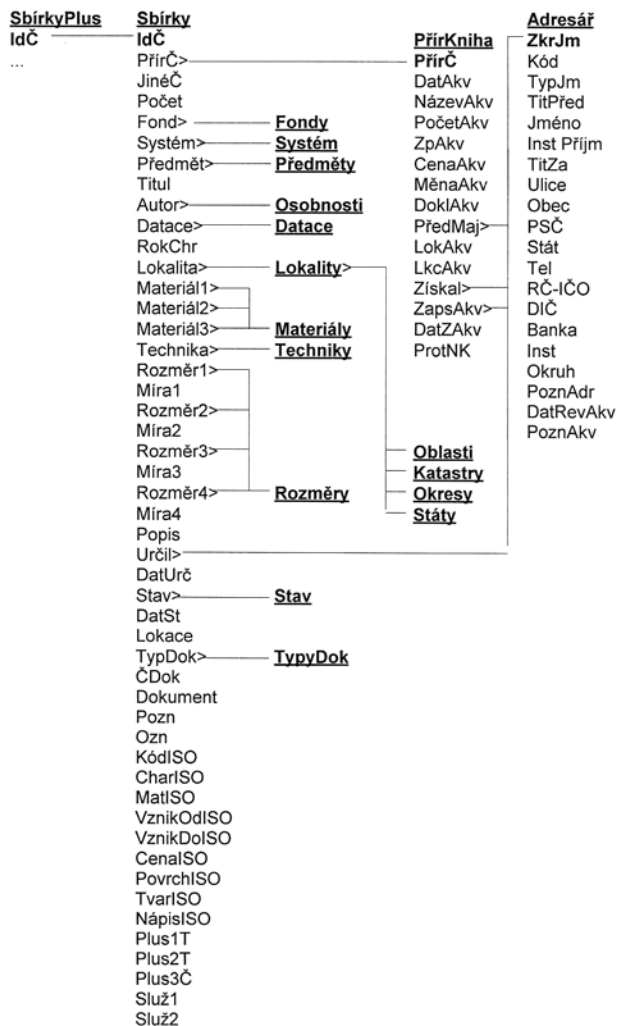 SbírkyPlus Sbírky Adresář
IdČ IdČ PřírKniha ZkrJm
... PřírČ> PřírČ Kód
JinéČ DatAkv TypJm
Počet NázevAkv TitPřed
Fond> Fondy PočetAkv Jméno
Systém> Systém ZpAkv Inst Příjm
Předmět> Předměty CenaAkv TitZa
Titul MěnaAkv Ulice
Autor> Osobnosti DoklAkv Obec
Datace> Datace PředMaj> PSČ
RokChr LokAkv Stát
Lokalita> Lokality> LkcAkv Tel
Materiál1> Získal> RČ-IČO
Materiál2> ZapsAkv> DIČ
Materiál3> Materiály DatZAkv Banka
Technika> Techniky ProtNK Inst
Rozměr1> Okruh
Míra1 PoznAdr
Rozměr2> DatRevAkv
Míra2 PoznAkv
Rozměr3> Oblasti
Míra3 Katastry
Rozměr4> Rozměry Okresy
Míra4 Státy
Popis
Určil>
DatUrč
Stav> Stav
DatSt
Lokace
TypDok> TypyDok
ČDok
Dokument
Pozn
Ozn
KódISO
CharISO
MatISO
VznikOdISO
VznikDoISO
CenaISO
PovrchISO
TvarISO
NápisISO
Plus1T
Plus2T
Plus3Č
Služ1
Služ2